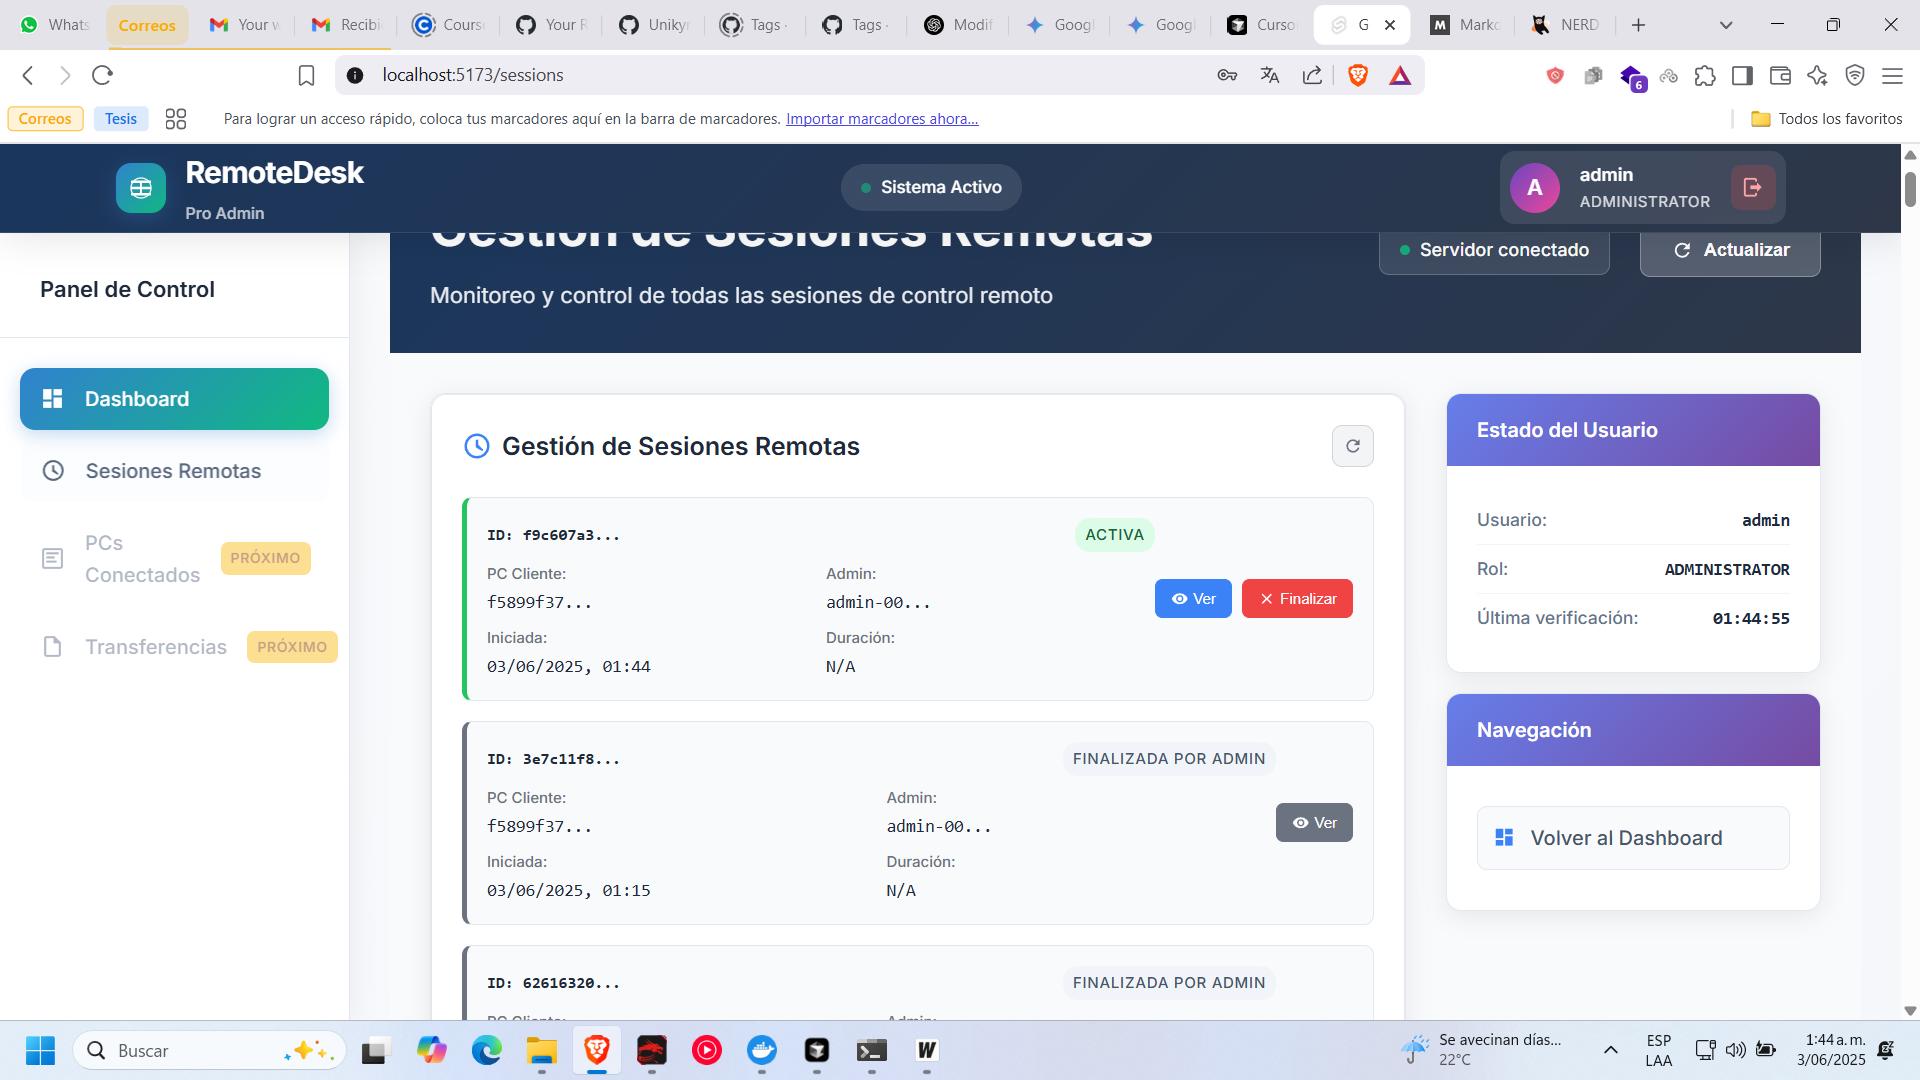 Whats
Correos
Your w
Recibi
Cours
Your R
Unikyr
Tags ·
Tags ·
Modif
Googl
Googl
Curso
G
Marko
NERD
localhost:5173/sessions
6
Correos
Tesis
Para lograr un acceso rápido, coloca tus marcadores aquí en la barra de marcadores. Importar marcadores ahora...
Todos los favoritos
RemoteDesk
Pro Admin
Sistema Activo
A
admin
ADMINISTRATOR
Panel de Control
Dashboard
Sesiones Remotas
PCs Conectados
PRÓXIMO
Transferencias
PRÓXIMO
Gestión de Sesiones Remotas
Monitoreo y control de todas las sesiones de control remoto
Servidor conectado
Actualizar
Gestión de Sesiones Remotas
ID: f9c607a3...
ACTIVA
PC Cliente:
f5899f37...
Admin:
admin-00...
Iniciada:
03/06/2025, 01:44
Duración:
N/A
Ver
Finalizar
ID: 3e7c11f8...
FINALIZADA POR ADMIN
PC Cliente:
f5899f37...
Admin:
admin-00...
Iniciada:
03/06/2025, 01:15
Duración:
N/A
Ver
ID: 62616320...
FINALIZADA POR ADMIN
PC Cliente:
Admin:
Estado del Usuario
Usuario:
admin
Rol:
ADMINISTRATOR
Última verificación:
01:44:55
Navegación
Volver al Dashboard
Buscar
W
Se avecinan días...
22°C
ESP
LAA
1:44 a. m.
3/06/2025